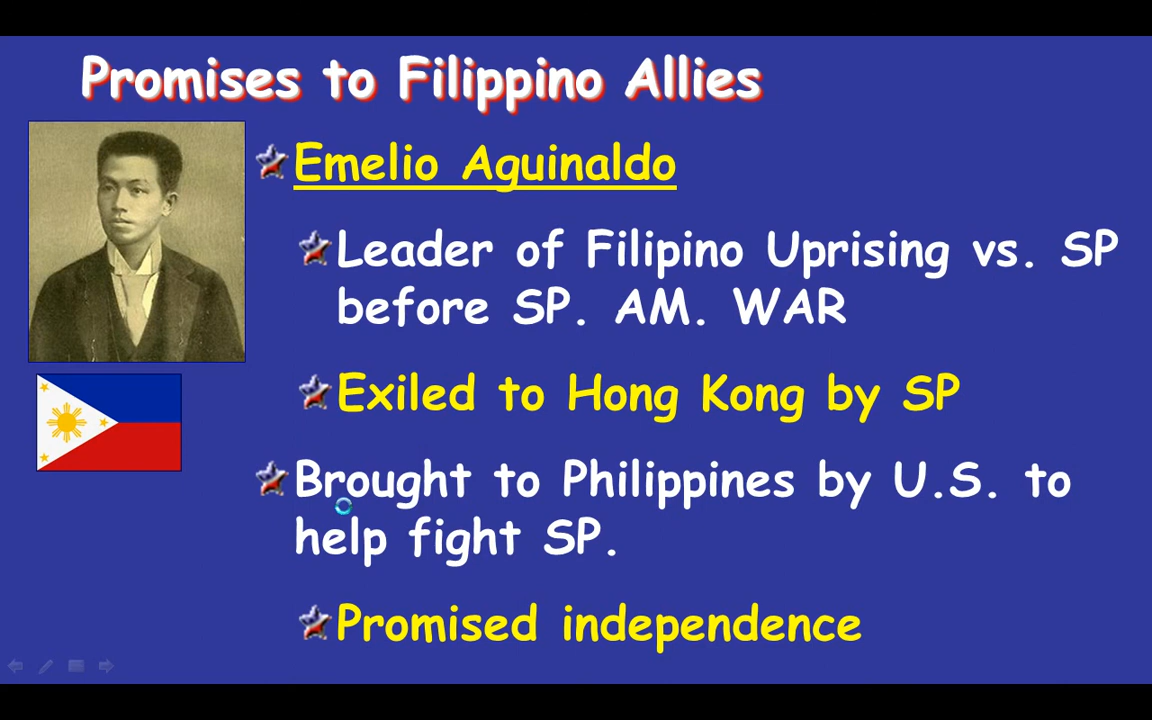 Promises to Filippino Allies
Emelio Aguinaldo
Leader of Filipino Uprising vs. SP
before SP. AM. WAR
Exiled to Hong Kong by SP
Brought to Philippines by U.S. to
help fight SP.
Promised independence